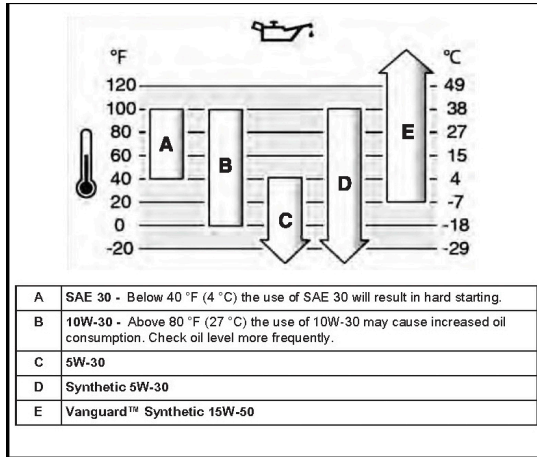 °F °C
120 49
100 38
80 27
60 15
40 4
20 -7
0 -18
-20 -29
A
B
C
D
E
A SAE 30 - Below 40 °F (4 °C) the use of SAE 30 will result in hard starting.
B 10W-30 - Above 80 °F (27 °C) the use of 10W-30 may cause increased oil
consumption. Check oil level more frequently.
C 5W-30
D Synthetic 5W-30
E Vanguard™ Synthetic 15W-50